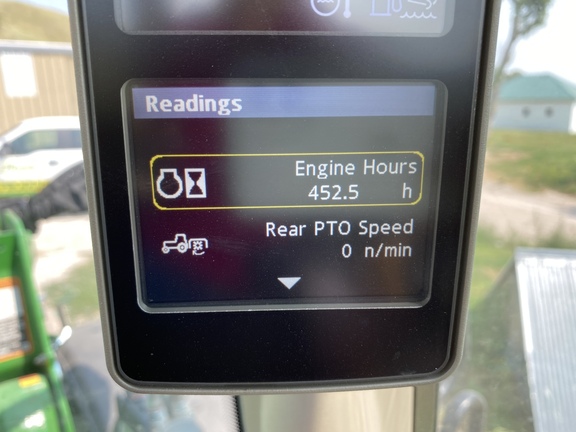 Readings
Engine Hours
452.5 h
Rear PTO Speed
0 n/min